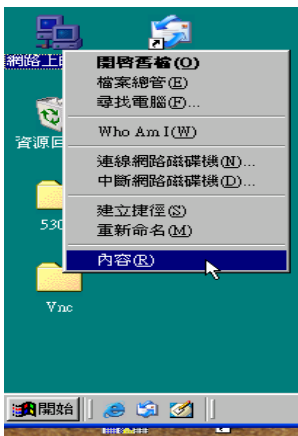 網路上
開啓舊檔(O)
檔案總管(E)
尋找電腦(F)...
Who Am I(W)
資源回
連線網路磁碟機(N)...
中斷網路磁碟機(D)...
建立捷徑(S)
530
重新命名(M)
內容(R)
Vnc
開始